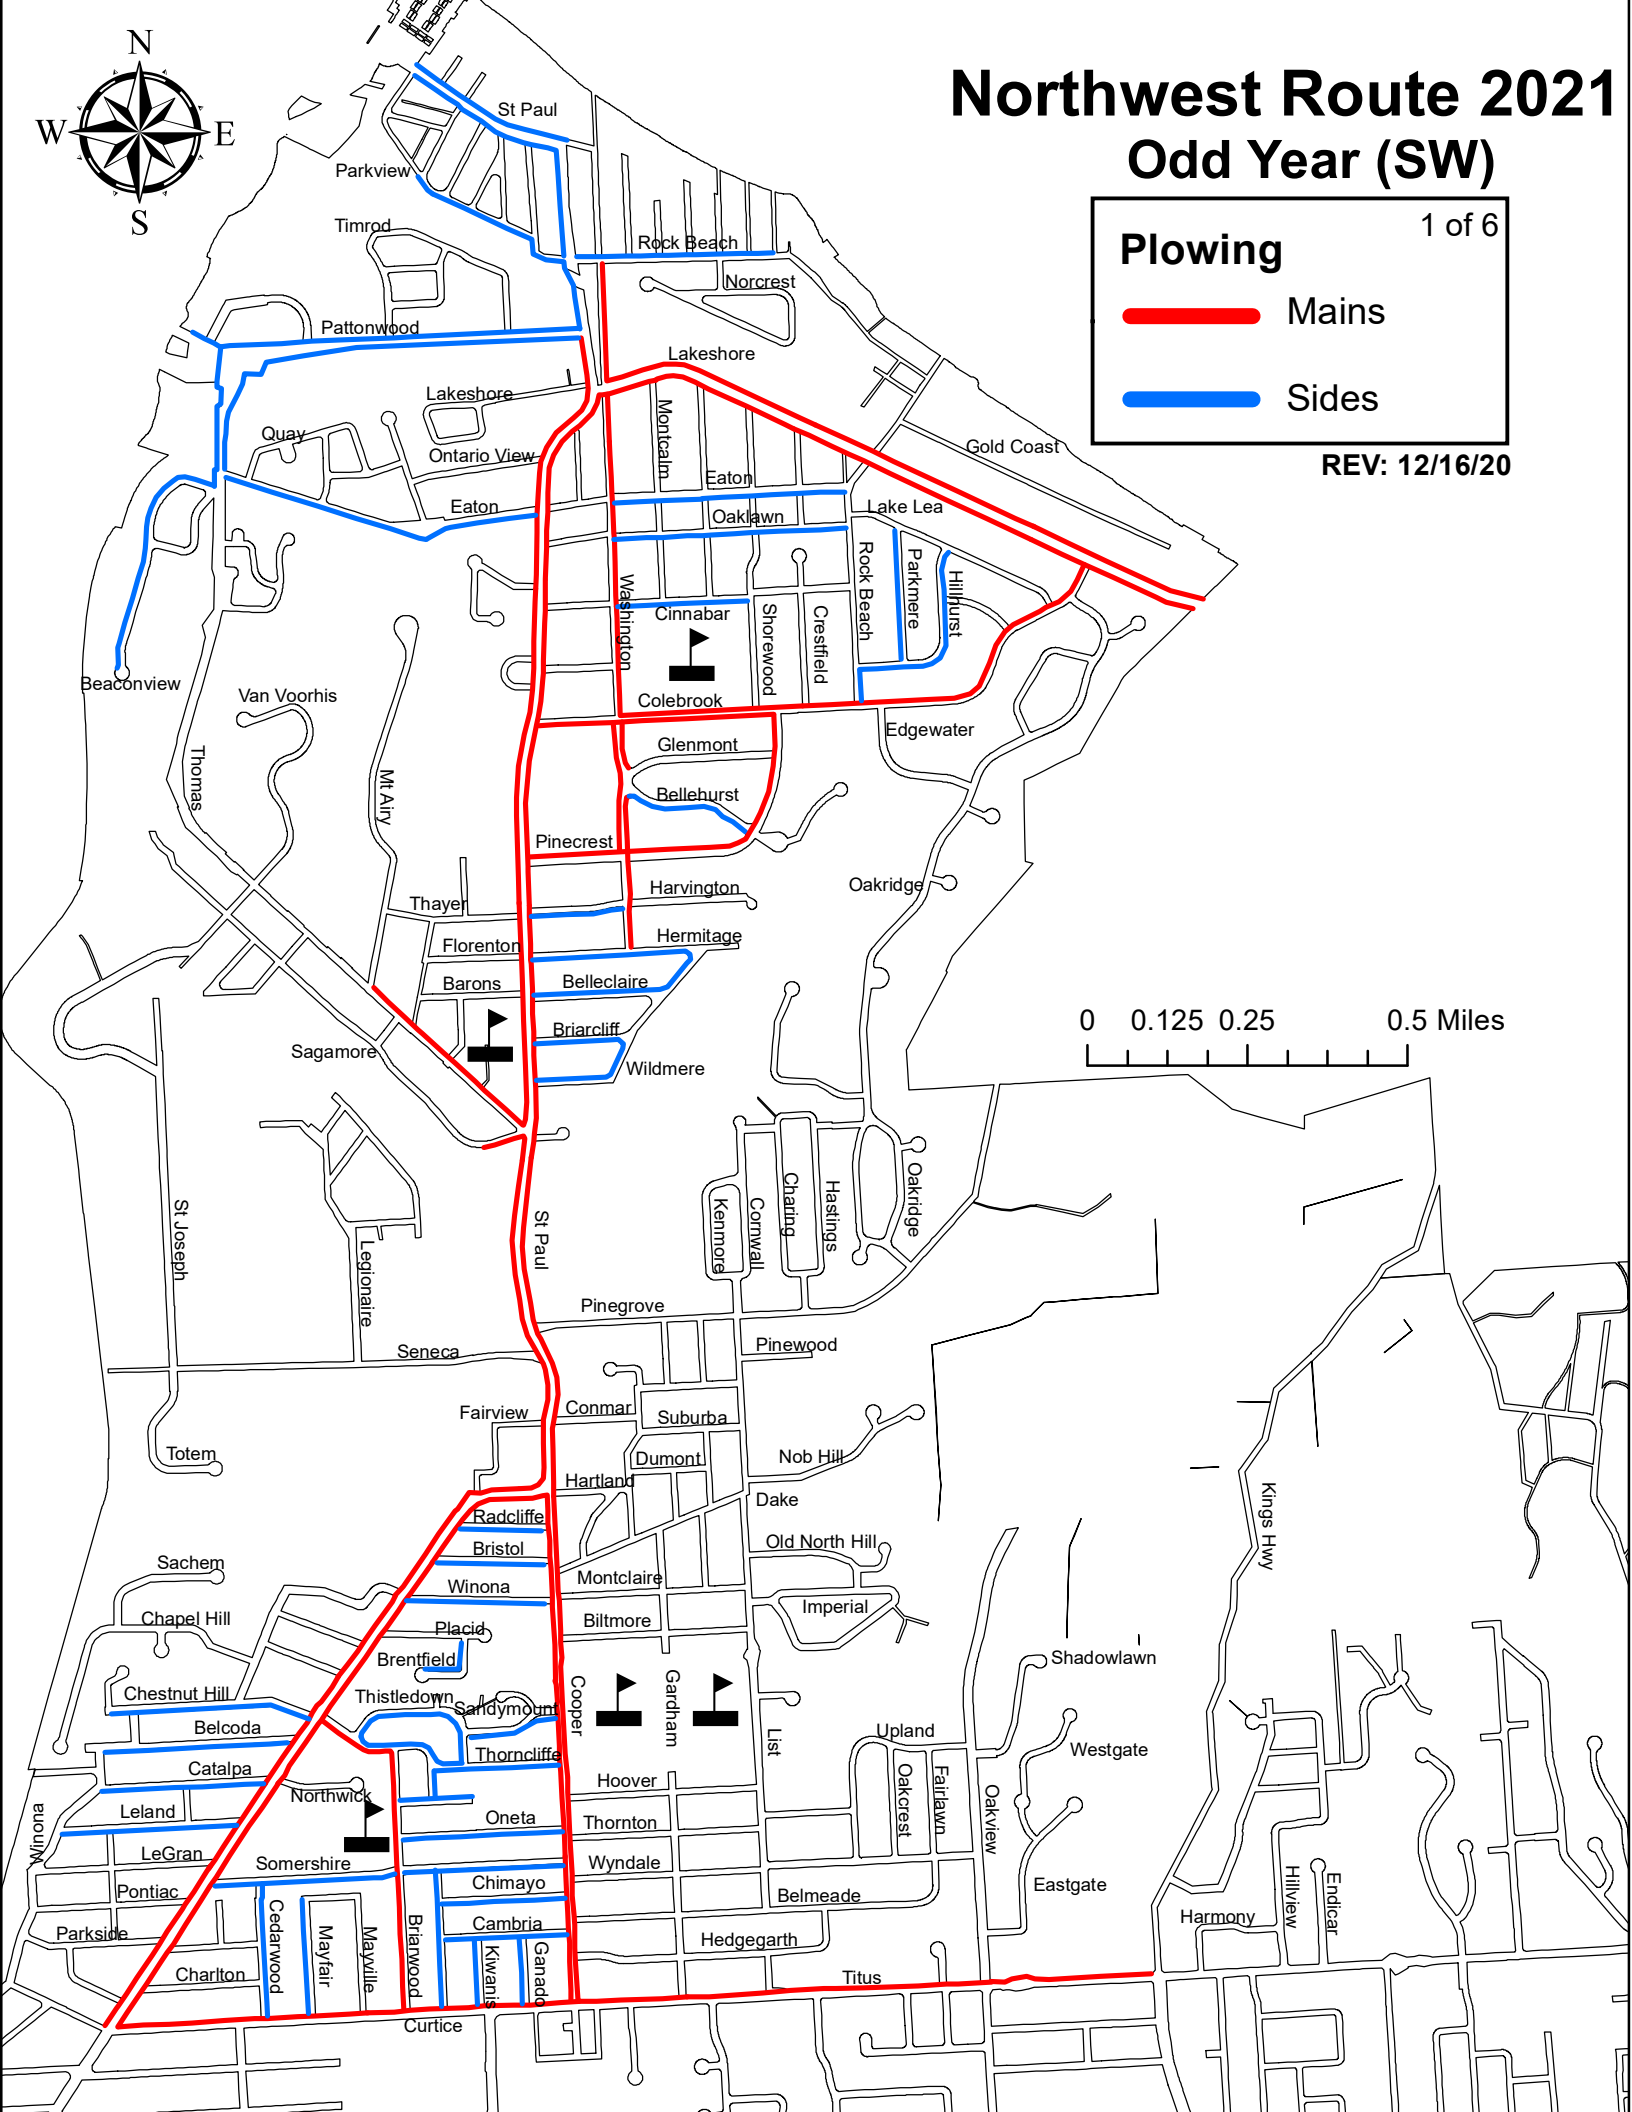 N
W
E
S
Northwest Route 2021
Odd Year (SW)
1 of 6
Plowing
Mains
Sides
REV: 12/16/20
St Paul
Parkview
Timrod
Rock Beach
Norcrest
Pattonwood
Lakeshore
Lakeshore
Montcalm
Quay
Ontario View
Gold Coast
Eaton
Eaton
Lake Lea
Oaklawn
Rock Beach
Parkmere
Hillhurst
Washington
Cinnabar
Shorewood
Crestfield
Beaconview
Van Voorhis
Colebrook
Edgewater
Glenmont
Thomas
Mt Airy
Bellehurst
Pinecrest
Harvington
Oakridge
Thayer
Florenton
Hermitage
Barons
Belleclaire
Briarcliff
Sagamore
Wildmere
0 0.125 0.25 0.5 Miles
St Joseph
Legionaire
St Paul
Kenmore
Cornwall
Charing
Hastings
Oakridge
Pinegrove
Pinewood
Seneca
Fairview
Conmar
Suburba
Totem
Dumont
Nob Hill
Hartland
Dake
Kings Hwy
Radcliffe
Bristol
Old North Hill
Sachem
Winona
Montclaire
Chapel Hill
Imperial
Placid
Biltmore
Brentfield
Shadowlawn
Chestnut Hill
Thistledown
Sandymount
Cooper
Gardham
List
Belcoda
Upland
Westgate
Thorncliffe
Catalpa
Northwick
Hoover
Oakcrest
Fairlawn
Oakview
Leland
Oneta
Thornton
Winona
LeGran
Somershire
Wyndale
Pontiac
Chimayo
Belmeade
Eastgate
Hillview
Endicar
Parkside
Cedarwood
Mayfair
Mayville
Briarwood
Cambria
Hedgegarth
Harmony
Kiwanis
Ganado
Charlton
Titus
Curtice